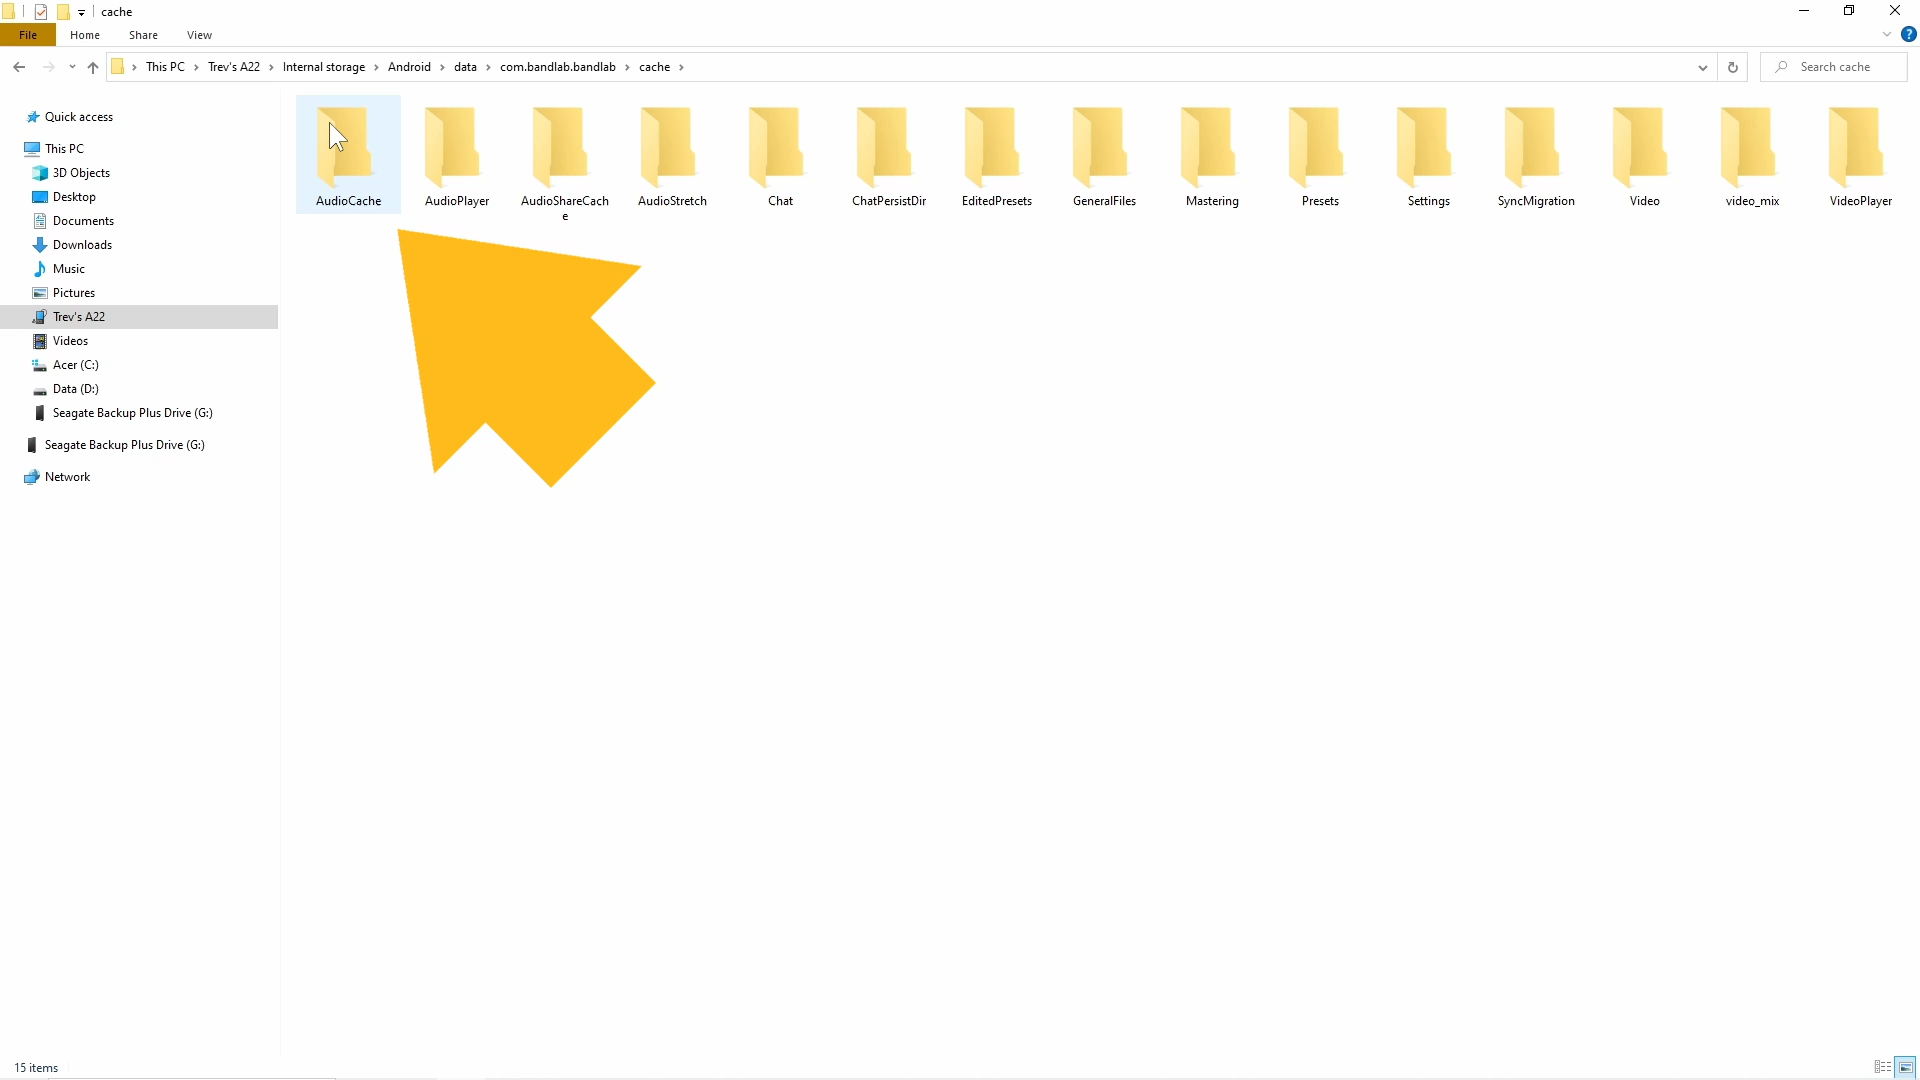 cache
File Home Share View
This PC Trev's A22 Internal storage Android data com.bandlab.bandlab cache
Search cache
Quick access
This PC
3D Objects
Desktop
Documents
Downloads
Music
Pictures
Trev's A22
Videos
Acer (C:)
Data (D:)
Seagate Backup Plus Drive (G:)
Seagate Backup Plus Drive (G:)
Network
AudioCache
AudioPlayer
AudioShareCach
e
AudioStretch
Chat
ChatPersistDir
EditedPresets
GeneralFiles
Mastering
Presets
Settings
SyncMigration
Video
video_mix
VideoPlayer
15 items